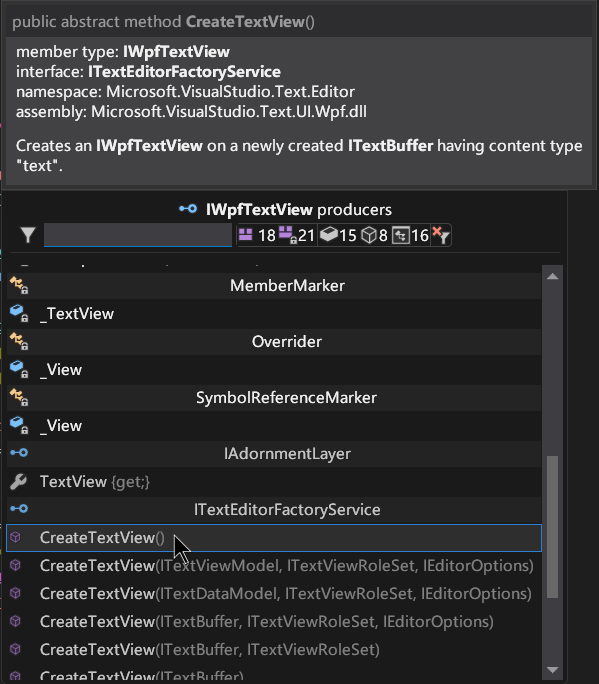 public abstract method CreateTextView()
member type: IWpfTextView
interface: ITextEditorFactoryService
namespace: Microsoft.VisualStudio.Text.Editor
assembly: Microsoft.VisualStudio.Text.UI.Wpf.dll
Creates an IWpfTextView on a newly created ITextBuffer having content type
"text".
IWpfTextView producers
18 21 15 8 16
MemberMarker
_TextView
Overrider
_View
SymbolReferenceMarker
_View
IAdornmentLayer
TextView {get;}
ITextEditorFactoryService
CreateTextView()
CreateTextView(ITextViewModel, ITextViewRoleSet, IEditorOptions)
CreateTextView(ITextDataModel, ITextViewRoleSet, IEditorOptions)
CreateTextView(ITextBuffer, ITextViewRoleSet, IEditorOptions)
CreateTextView(ITextBuffer, ITextViewRoleSet)
CreateTextView(ITextBuffer)